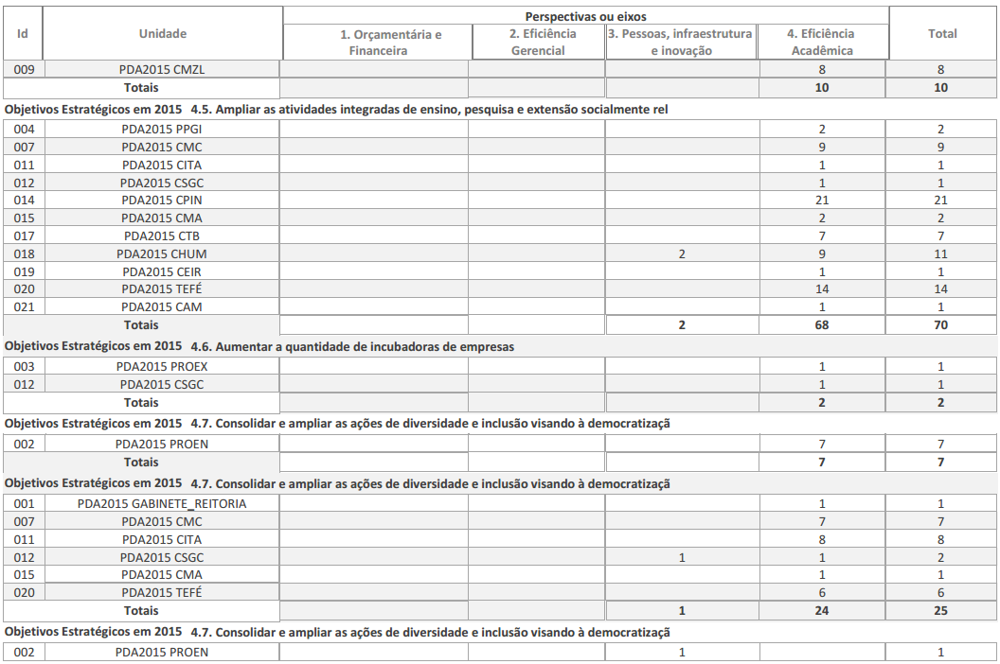 Id Unidade Perspectivas ou eixos Total
1. Orçamentária e Financeira 2. Eficiência Gerencial 3. Pessoas, infraestrutura e inovação 4. Eficiência Acadêmica
009 PDA2015 CMZL 8 8
Totais 10 10
Objetivos Estratégicos em 2015 4.5. Ampliar as atividades integradas de ensino, pesquisa e extensão socialmente rel
004 PDA2015 PPGI 2 2
007 PDA2015 CMC 9 9
011 PDA2015 CITA 1 1
012 PDA2015 CSGC 1 1
014 PDA2015 CPIN 21 21
015 PDA2015 CMA 2 2
017 PDA2015 CTB 7 7
018 PDA2015 CHUM 2 9 11
019 PDA2015 CEIR 1 1
020 PDA2015 TEFÉ 14 14
021 PDA2015 CAM 1 1
Totais 2 68 70
Objetivos Estratégicos em 2015 4.6. Aumentar a quantidade de incubadoras de empresas
003 PDA2015 PROEX 1 1
012 PDA2015 CSGC 1 1
Totais 2 2
Objetivos Estratégicos em 2015 4.7. Consolidar e ampliar as ações de diversidade e inclusão visando à democratizaçã
002 PDA2015 PROEN 7 7
Totais 7 7
Objetivos Estratégicos em 2015 4.7. Consolidar e ampliar as ações de diversidade e inclusão visando à democratizaçã
001 PDA2015 GABINETE_REITORIA 1 1
007 PDA2015 CMC 7 7
011 PDA2015 CITA 8 8
012 PDA2015 CSGC 1 1 2
015 PDA2015 CMA 1 1
020 PDA2015 TEFÉ 6 6
Totais 1 24 25
Objetivos Estratégicos em 2015 4.7. Consolidar e ampliar as ações de diversidade e inclusão visando à democratizaçã
002 PDA2015 PROEN 1 1